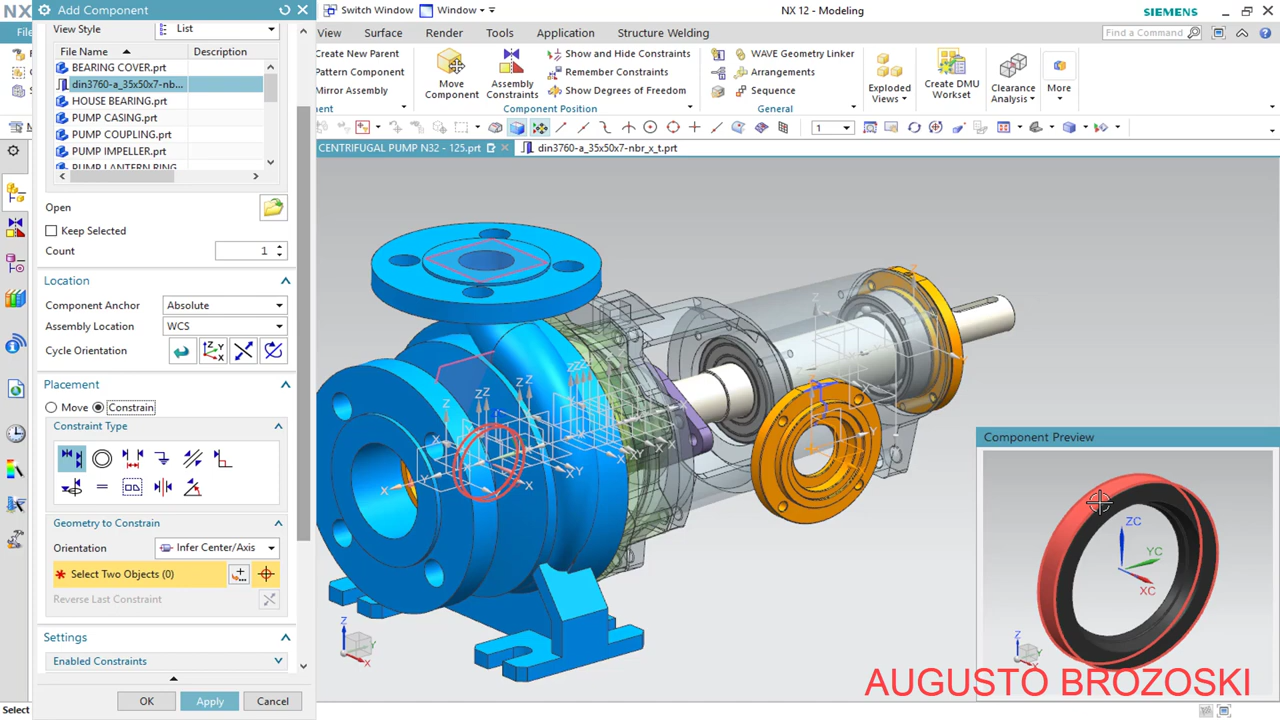 NX
Add Component
Switch Window
Window
NX 12 - Modeling
SIEMENS
View Style
List
View
Surface
Render
Tools
Application
Structure Welding
Find a Command
File Name
Description
BEARING COVER.prt
din3760-a_35x50x7-nb...
HOUSE BEARING.prt
PUMP CASING.prt
PUMP COUPLING.prt
PUMP IMPELLER.prt
PUMP LANTERN RING
Create New Parent
Pattern Component
Mirror Assembly
Move Component
Assembly Constraints
Show and Hide Constraints
Remember Constraints
Show Degrees of Freedom
Component Position
WAVE Geometry Linker
Arrangements
Sequence
General
Exploded Views
Create DMU Workset
Clearance Analysis
More
1
CENTRIFUGAL PUMP N32 - 125.prt
din3760-a_35x50x7-nbr_x_t.prt
Open
Keep Selected
Count
1
Location
Component Anchor
Absolute
Assembly Location
WCS
Cycle Orientation
Placement
Move
Constrain
Constraint Type
Geometry to Constrain
Orientation
Infer Center/Axis
* Select Two Objects (0)
Reverse Last Constraint
Settings
Enabled Constraints
OK
Apply
Cancel
Component Preview
ZC
YC
XC
AUGUSTO BROZOSKI